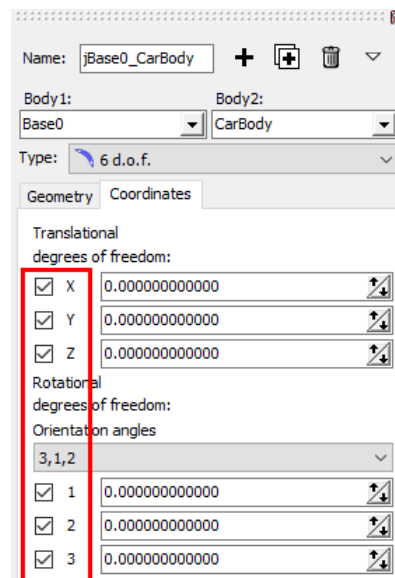 Name: jBase0_CarBody
Body1: Body2:
Base0 CarBody
Type: 6 d.o.f.
Geometry Coordinates
Translational
degrees of freedom:
X 0.000000000000
Y 0.000000000000
Z 0.000000000000
Rotational
degrees of freedom:
Orientation angles
3,1,2
1 0.000000000000
2 0.000000000000
3 0.000000000000